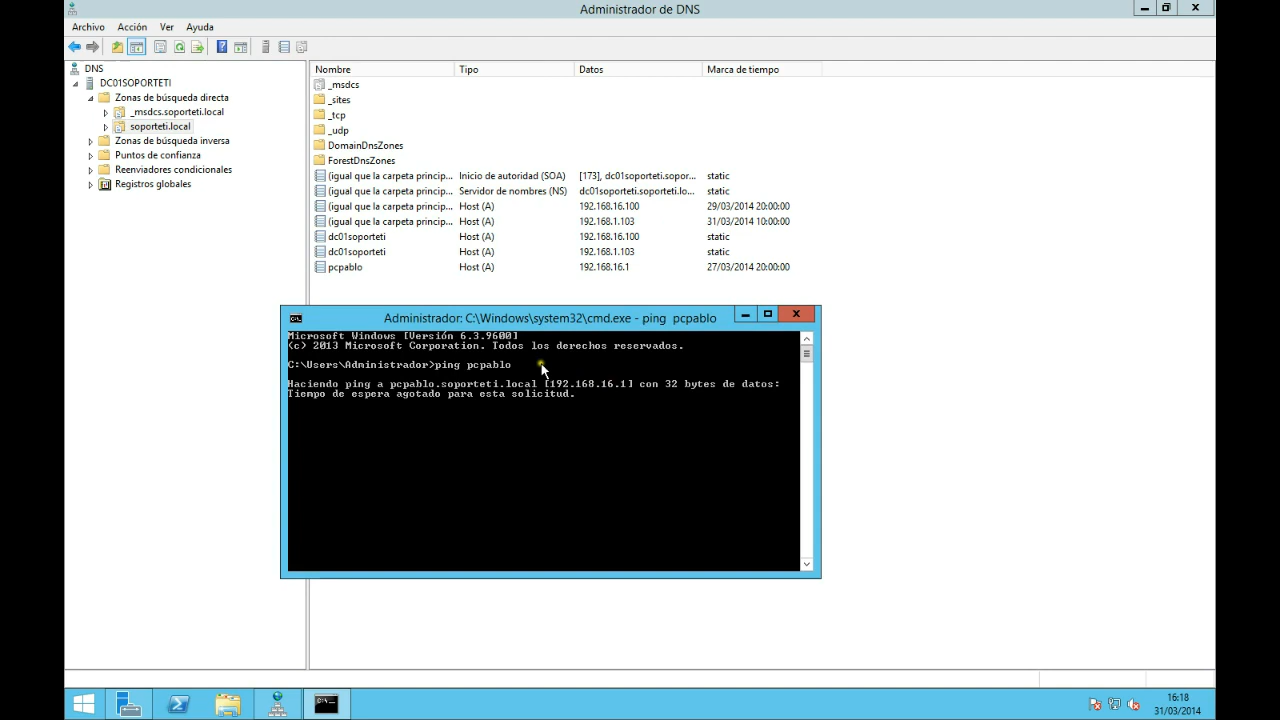 Administrador de DNS
Archivo Acción Ver Ayuda
DNS
DC01SOPORTETI
Zonas de búsqueda directa
_msdcs.soporteti.local
soporteti.local
Zonas de búsqueda inversa
Puntos de confianza
Reenviadores condicionales
Registros globales
Nombre Tipo Datos Marca de tiempo
_msdcs
_sites
_tcp
_udp
DomainDnsZones
ForestDnsZones
(igual que la carpeta princip... Inicio de autoridad (SOA) [173], dc01soporteti.sopor... static
(igual que la carpeta princip... Servidor de nombres (NS) dc01soporteti.soporteti.lo... static
(igual que la carpeta princip... Host (A) 192.168.16.100 29/03/2014 20:00:00
(igual que la carpeta princip... Host (A) 192.168.1.103 31/03/2014 10:00:00
dc01soporteti Host (A) 192.168.16.100 static
dc01soporteti Host (A) 192.168.1.103 static
pcpablo Host (A) 192.168.16.1 27/03/2014 20:00:00
Administrador: C:\Windows\system32\cmd.exe - ping pcpablo
Microsoft Windows [Versión 6.3.9600]
(c) 2013 Microsoft Corporation. Todos los derechos reservados.
C:\Users\Administrador>ping pcpablo
Haciendo ping a pcpablo.soporteti.local [192.168.16.1] con 32 bytes de datos:
Tiempo de espera agotado para esta solicitud.
16:18
31/03/2014